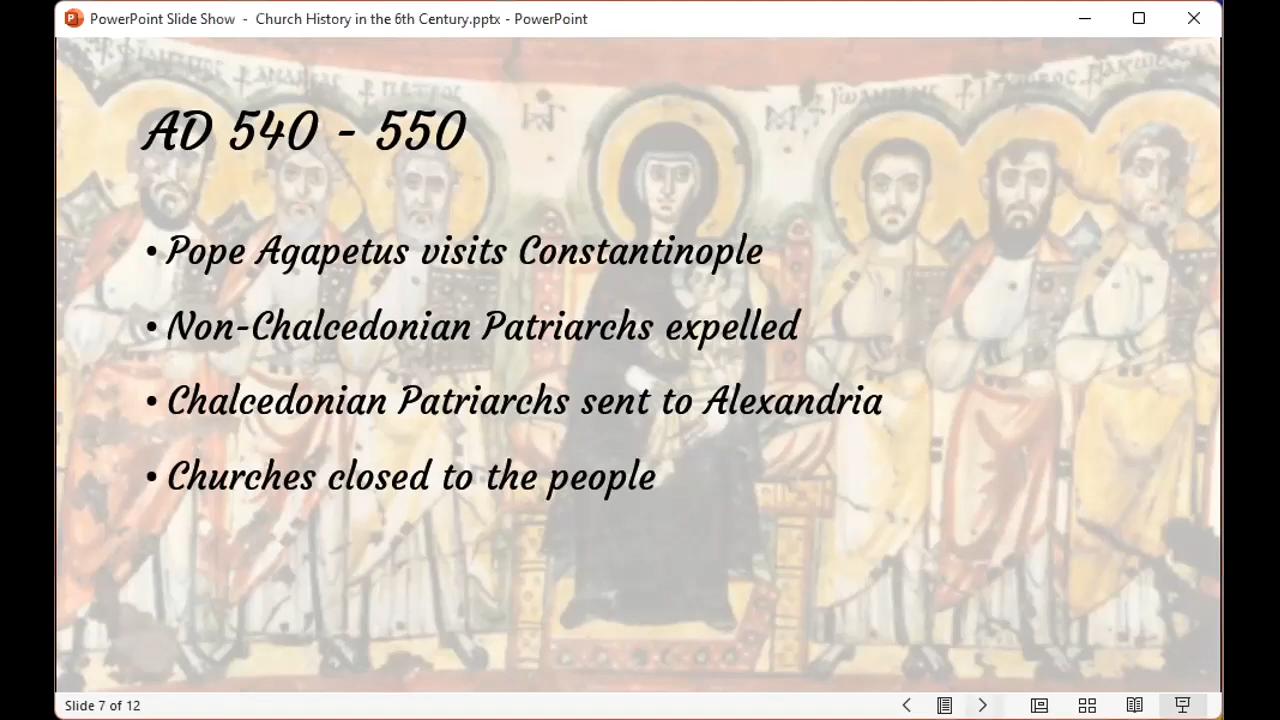 PowerPoint Slide Show - Church History in the 6th Century.pptx - PowerPoint
AD 540 - 550
• Pope Agapetus visits Constantinople
• Non-Chalcedonian Patriarchs expelled
• Chalcedonian Patriarchs sent to Alexandria
• Churches closed to the people
Slide 7 of 12